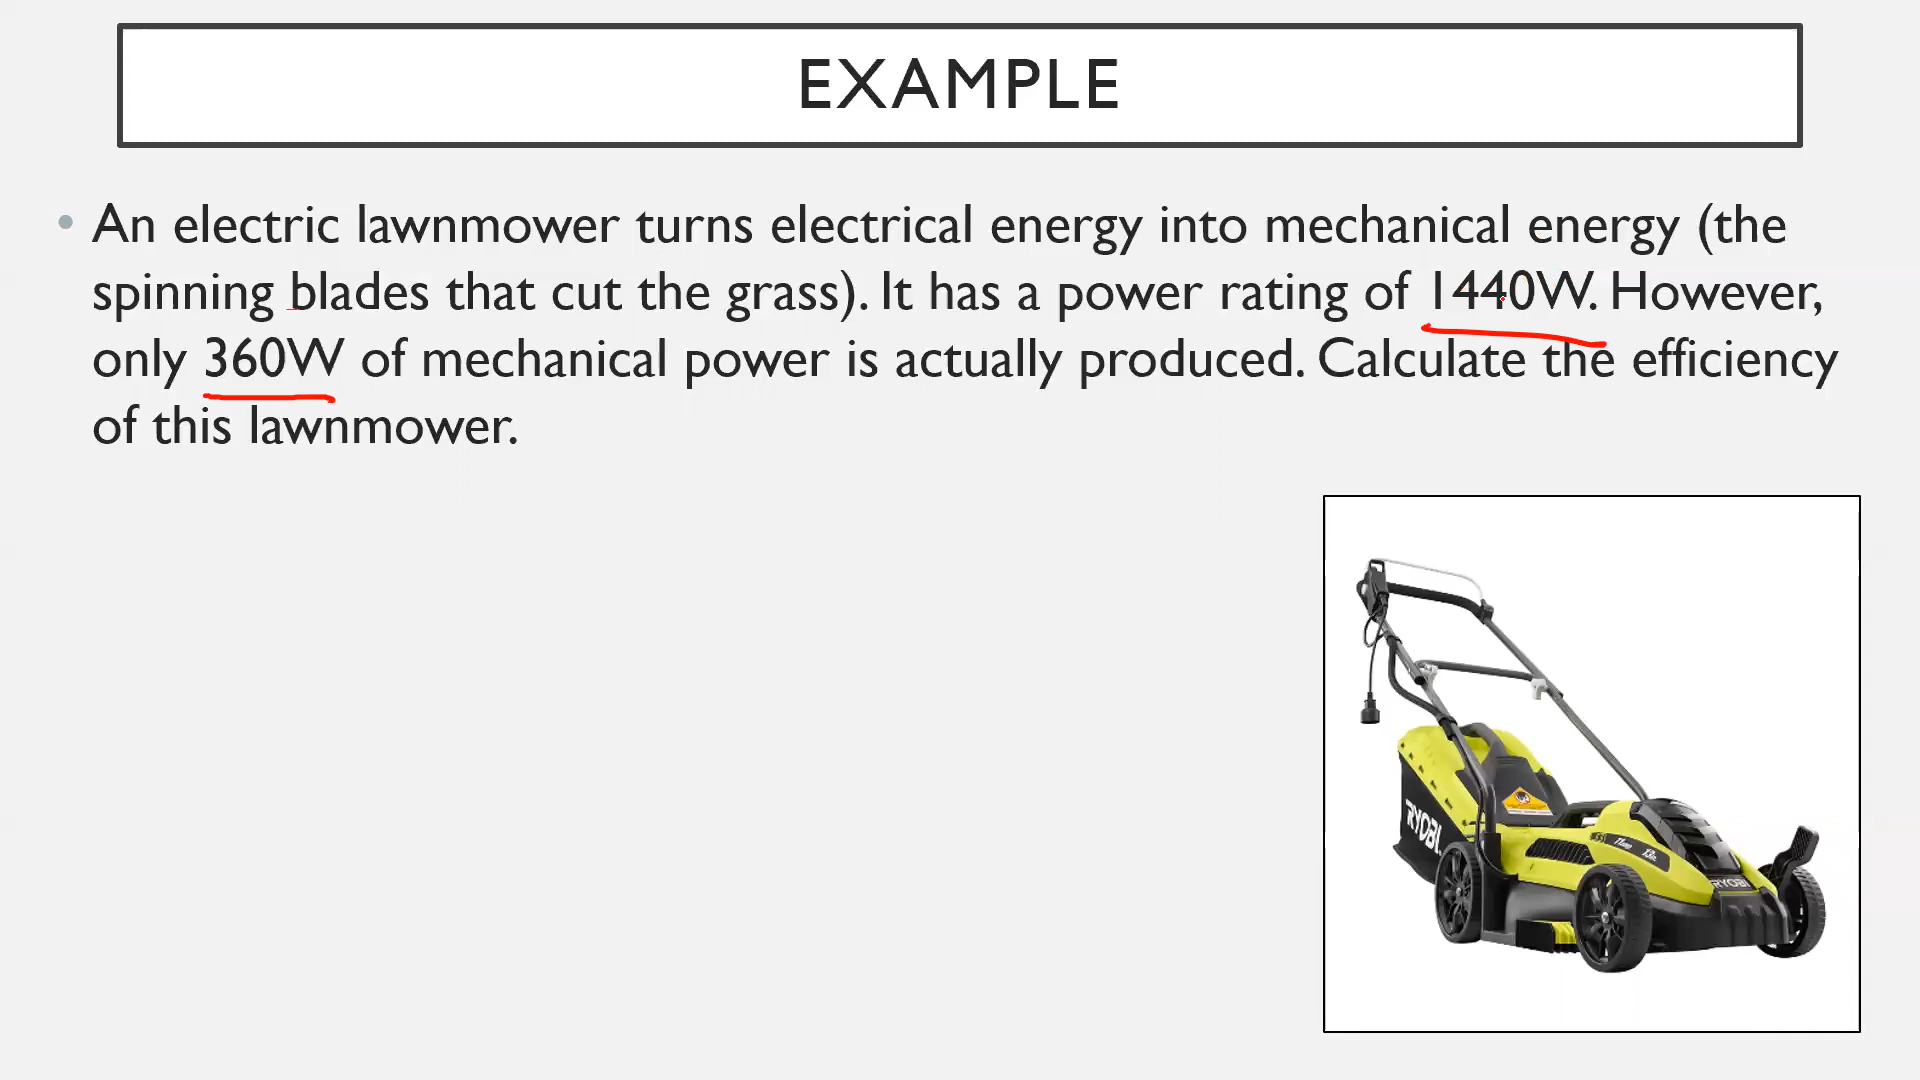 EXAMPLE
• An electric lawnmower turns electrical energy into mechanical energy (the
spinning blades that cut the grass). It has a power rating of 1440W. However,
only 360W of mechanical power is actually produced. Calculate the efficiency
of this lawnmower.
RYOBI
RYOBI